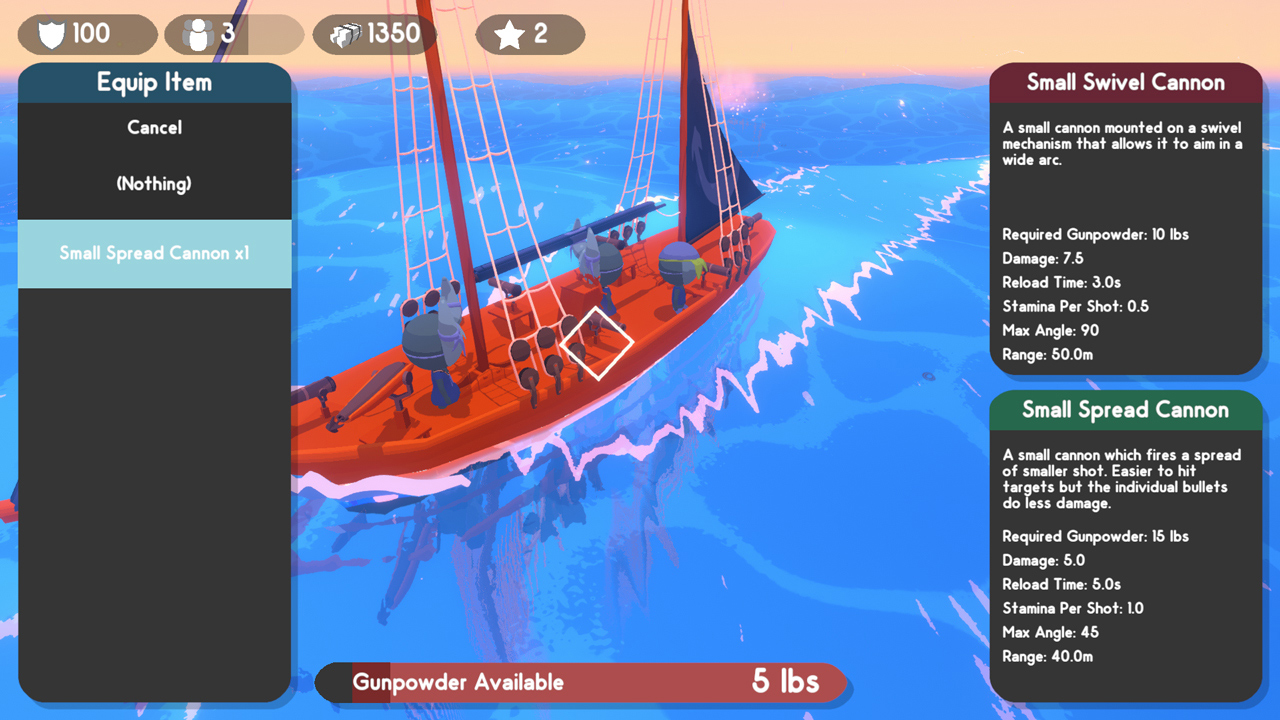 100
3
1350
2
Equip Item
Cancel
(Nothing)
Small Spread Cannon x1
Small Swivel Cannon
A small cannon mounted on a swivel
mechanism that allows it to aim in a
wide arc.
Required Gunpowder: 10 lbs
Damage: 7.5
Reload Time: 3.0s
Stamina Per Shot: 0.5
Max Angle: 90
Range: 50.0m
Small Spread Cannon
A small cannon which fires a spread
of smaller shot. Easier to hit
targets but the individual bullets
do less damage.
Required Gunpowder: 15 lbs
Damage: 5.0
Reload Time: 5.0s
Stamina Per Shot: 1.0
Max Angle: 45
Range: 40.0m
Gunpowder Available 5 lbs